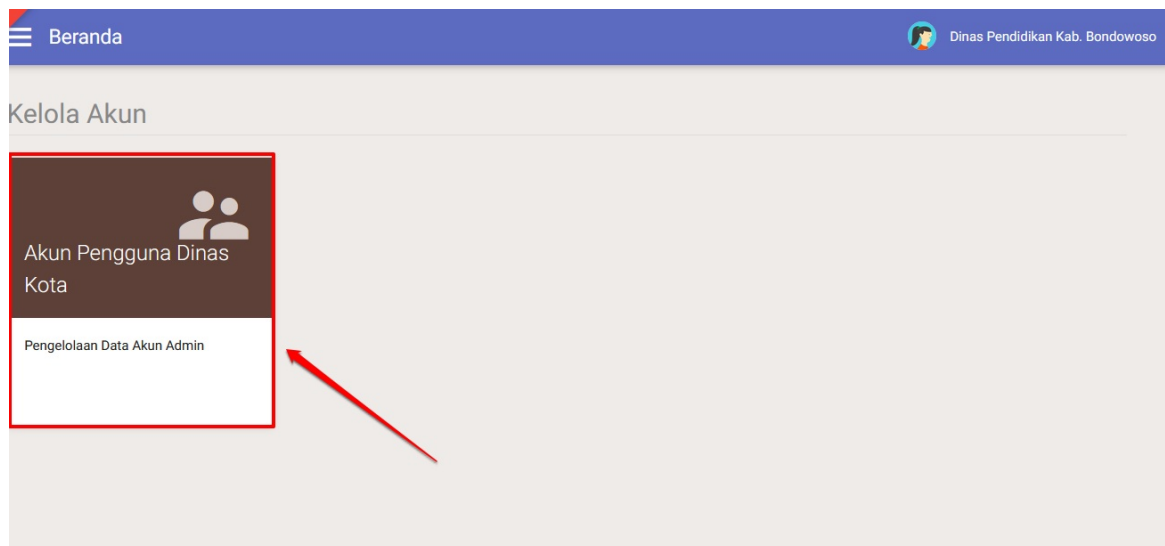 Beranda
Dinas Pendidikan Kab. Bondowoso
Kelola Akun
Akun Pengguna Dinas
Kota
Pengelolaan Data Akun Admin